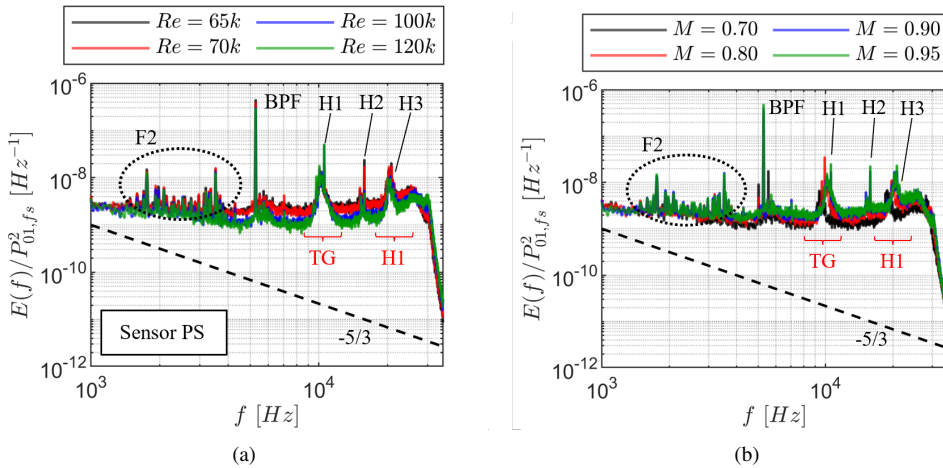 Re = 65k Re = 100k
Re = 70k Re = 120k
10^-6
10^-8
10^-10
10^-12
E(f)/P^2_{01,fs} [Hz^-1]
F2
BPF
H1
H2
H3
TG
H1
-5/3
Sensor PS
10^3
10^4
f [Hz]
(a)
M = 0.70 M = 0.90
M = 0.80 M = 0.95
10^-6
10^-8
10^-10
10^-12
E(f)/P^2_{01,fs} [Hz^-1]
F2
BPF
H1
H2
H3
TG
H1
-5/3
10^3
10^4
f [Hz]
(b)